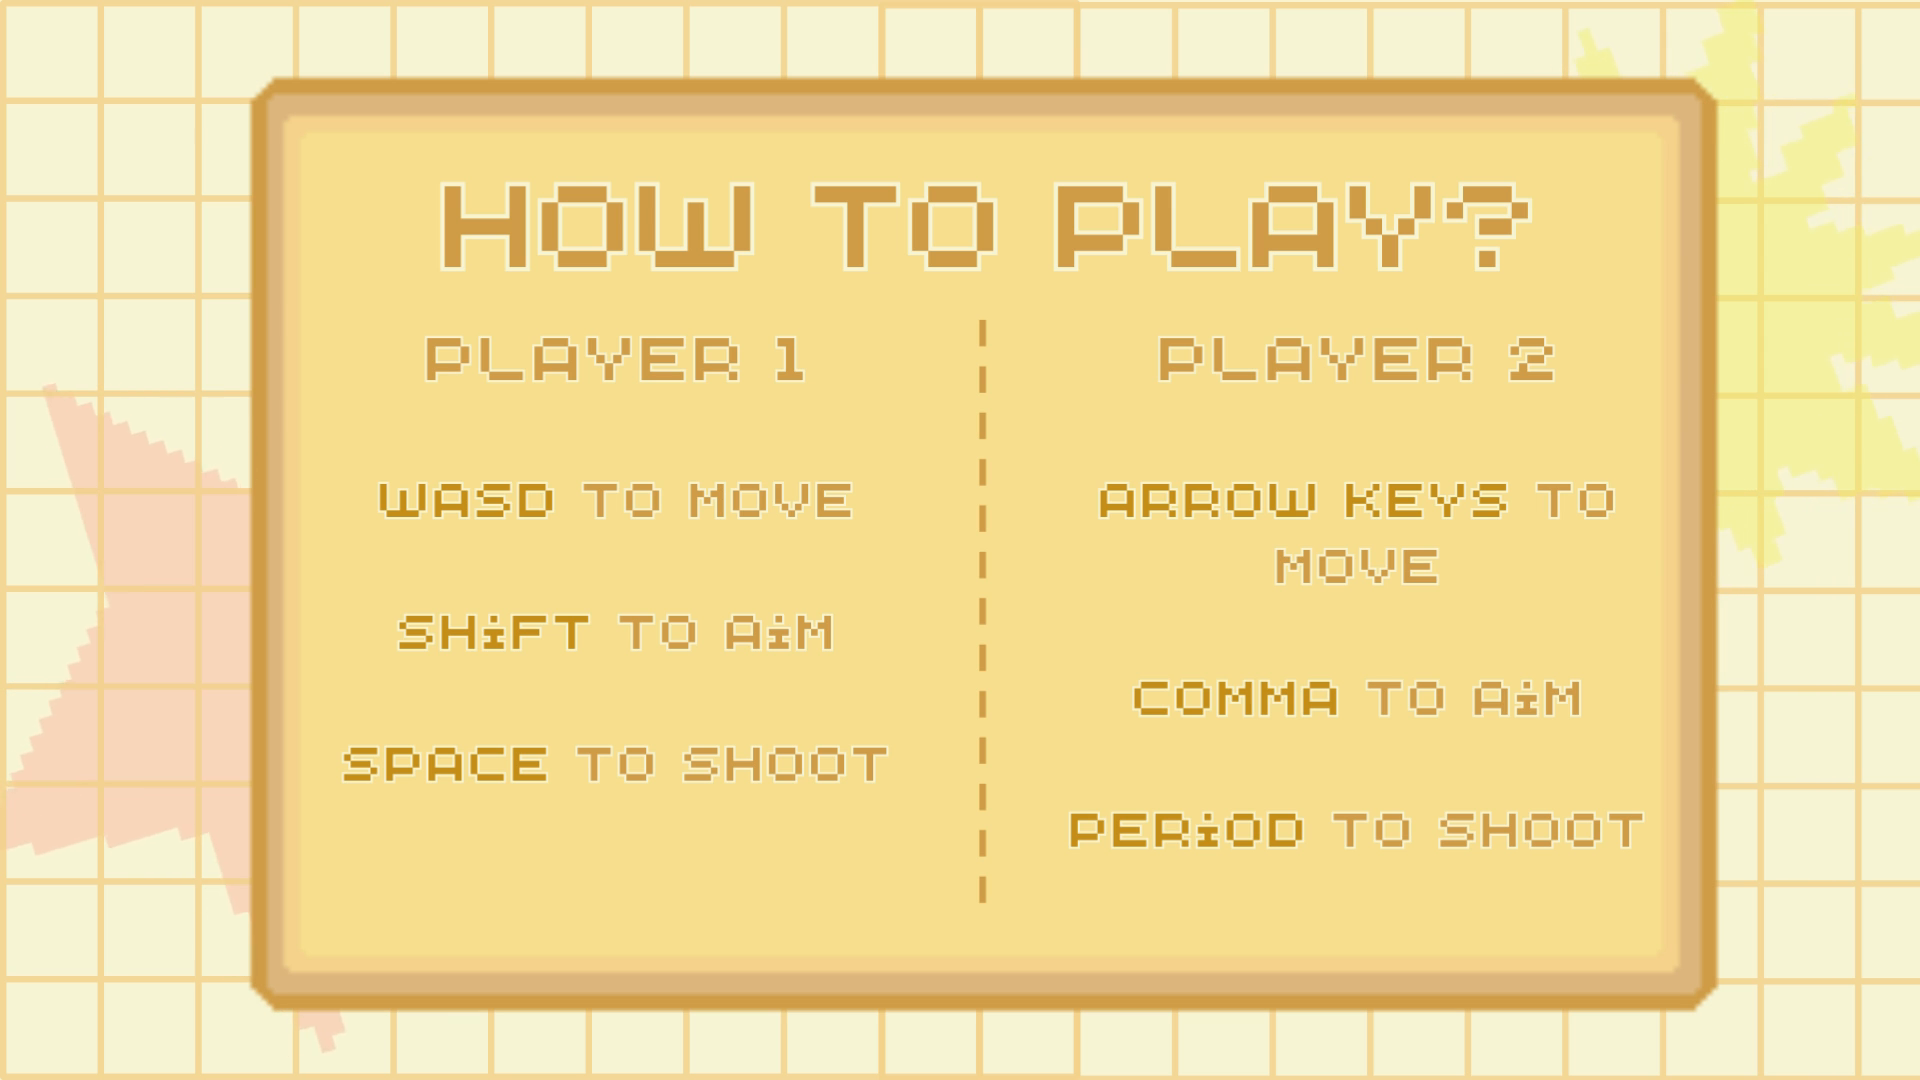 HOW TO PLAY?
PLAYER 1
WASD TO MOVE
SHiFT TO AiM
SPACE TO SHOOT
PLAYER 2
ARROW KEYS TO
MOVE
COMMA TO AiM
PERiOD TO SHOOT